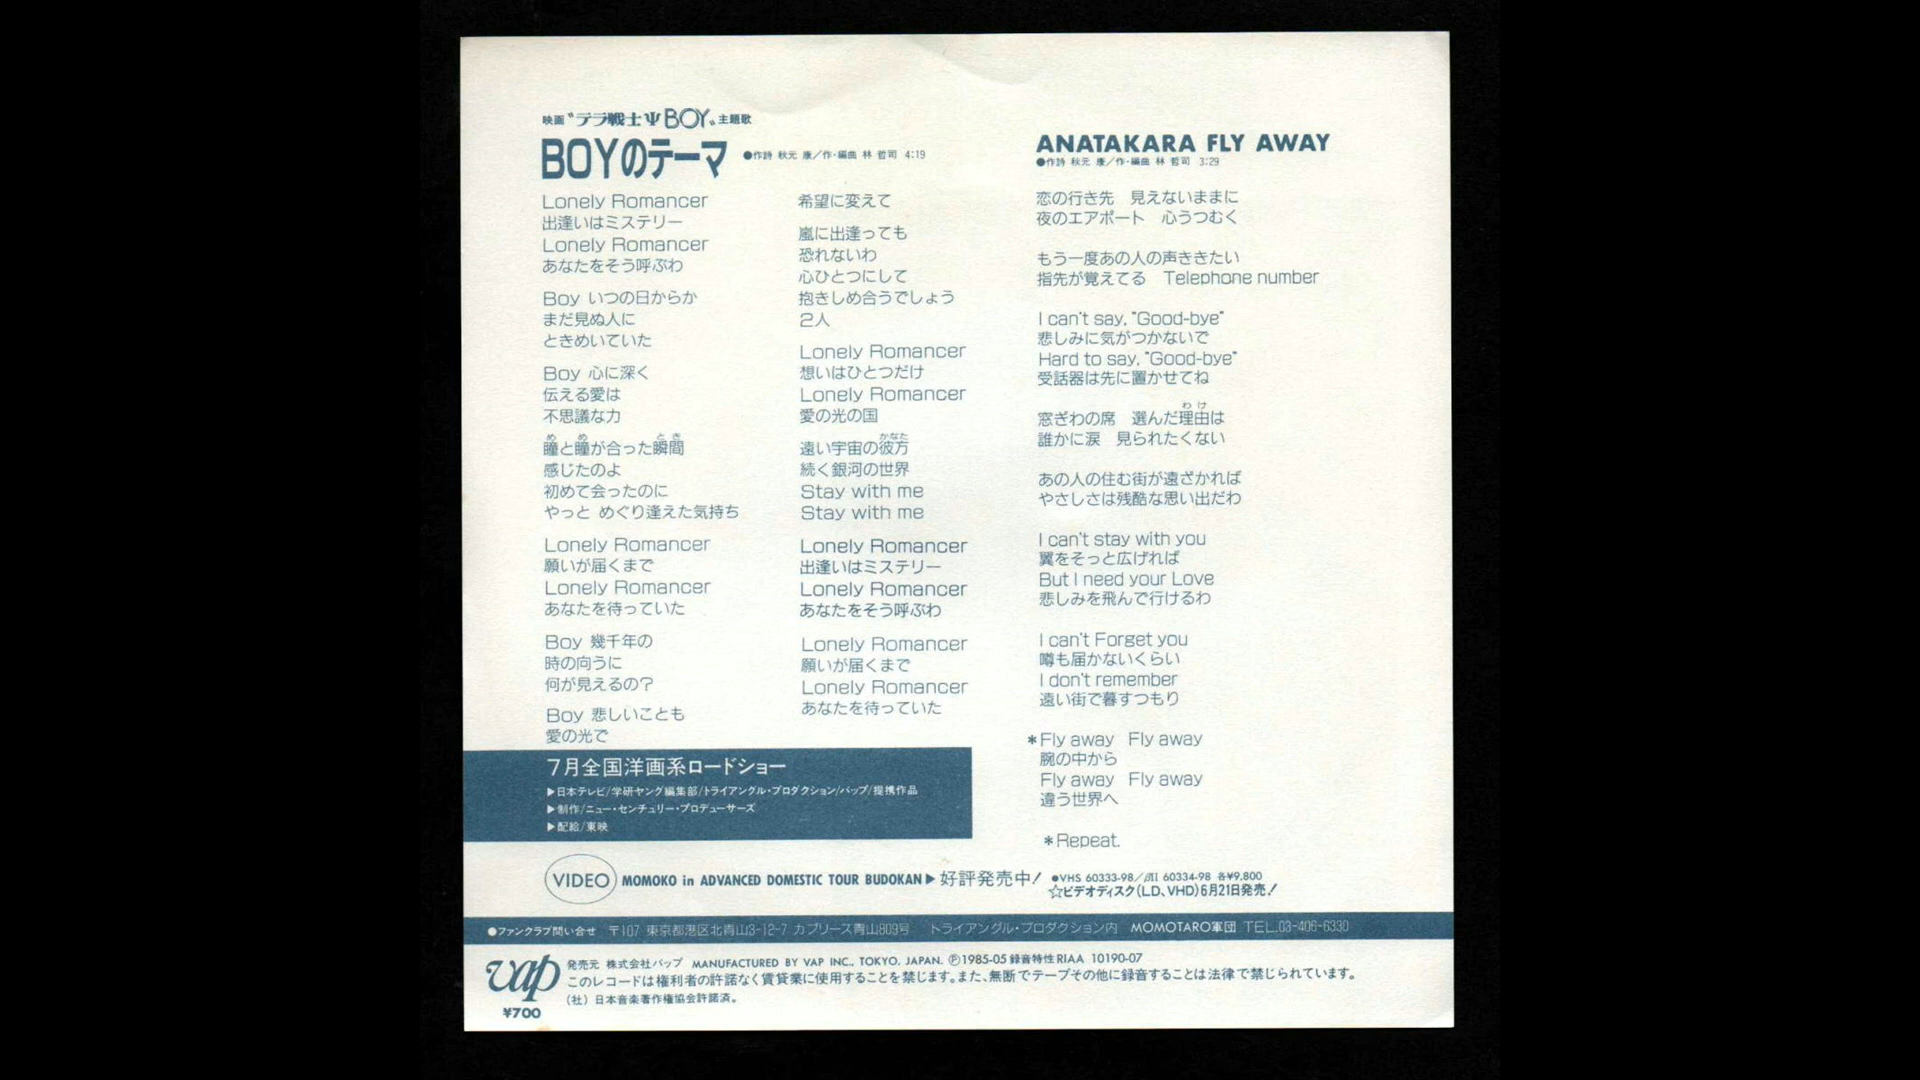 映画“テラ戦士ΨBOY„主題歌
BOYのテーマ ●作詩 秋元 康／作・編曲 林 哲司 4:19
Lonely Romancer
出逢いはミステリー
Lonely Romancer
あなたをそう呼ぶわ
Boy いつの日からか
まだ見ぬ人に
ときめいていた
Boy 心に深く
伝える愛は
不思議な力
め め とき
瞳と瞳が合った瞬間
感じたのよ
初めて会ったのに
やっと めぐり逢えた気持ち
Lonely Romancer
願いが届くまで
Lonely Romancer
あなたを待っていた
Boy 幾千年の
時の向うに
何が見えるの？
Boy 悲しいことも
愛の光で
希望に変えて
嵐に出逢っても
恐れないわ
心ひとつにして
抱きしめ合うでしょう
2人
Lonely Romancer
想いはひとつだけ
Lonely Romancer
愛の光の国
かなた
遠い宇宙の彼方
続く銀河の世界
Stay with me
Stay with me
Lonely Romancer
出逢いはミステリー
Lonely Romancer
あなたをそう呼ぶわ
Lonely Romancer
願いが届くまで
Lonely Romancer
あなたを待っていた
ANATAKARA FLY AWAY
●作詩 秋元 康／作・編曲 林 哲司 3:29
恋の行き先　見えないままに
夜のエアポート　心うつむく
もう一度あの人の声ききたい
指先が覚えてる　Telephone number
I can't say, "Good-bye"
悲しみに気がつかないで
Hard to say, "Good-bye"
受話器は先に置かせてね
わけ
窓ぎわの席　選んだ理由は
誰かに涙　見られたくない
あの人の住む街が遠ざかれば
やさしさは残酷な思い出だわ
I can't stay with you
翼をそっと広げれば
But I need your Love
悲しみを飛んで行けるわ
I can't Forget you
噂も届かないくらい
I don't remember
遠い街で暮すつもり
＊Fly away　Fly away
腕の中から
Fly away　Fly away
違う世界へ
＊Repeat.
7月全国洋画系ロードショー
▶日本テレビ/学研ヤング編集部/トライアングル・プロダクション/バップ/提携作品
▶制作/ニュー・センチュリー・プロデューサーズ
▶配給/東映
VIDEO MOMOKO in ADVANCED DOMESTIC TOUR BUDOKAN▶好評発売中！ ●VHS 60333-98／βII 60334-98 各¥9,800
☆ビデオディスク(LD、VHD)6月21日発売！
●ファンクラブ問い合せ 〒107 東京都港区北青山3-12-7 カプリース青山809号　トライアングル・プロダクション内　MOMOTARO軍団 TEL.03-406-6330
vap 発売元 株式会社バップ MANUFACTURED BY VAP INC., TOKYO, JAPAN. Ⓟ1985-05 録音特性RIAA 10190-07
このレコードは権利者の許諾なく賃貸業に使用することを禁じます。また、無断でテープその他に録音することは法律で禁じられています。
（社）日本音楽著作権協会許諾済。
¥700